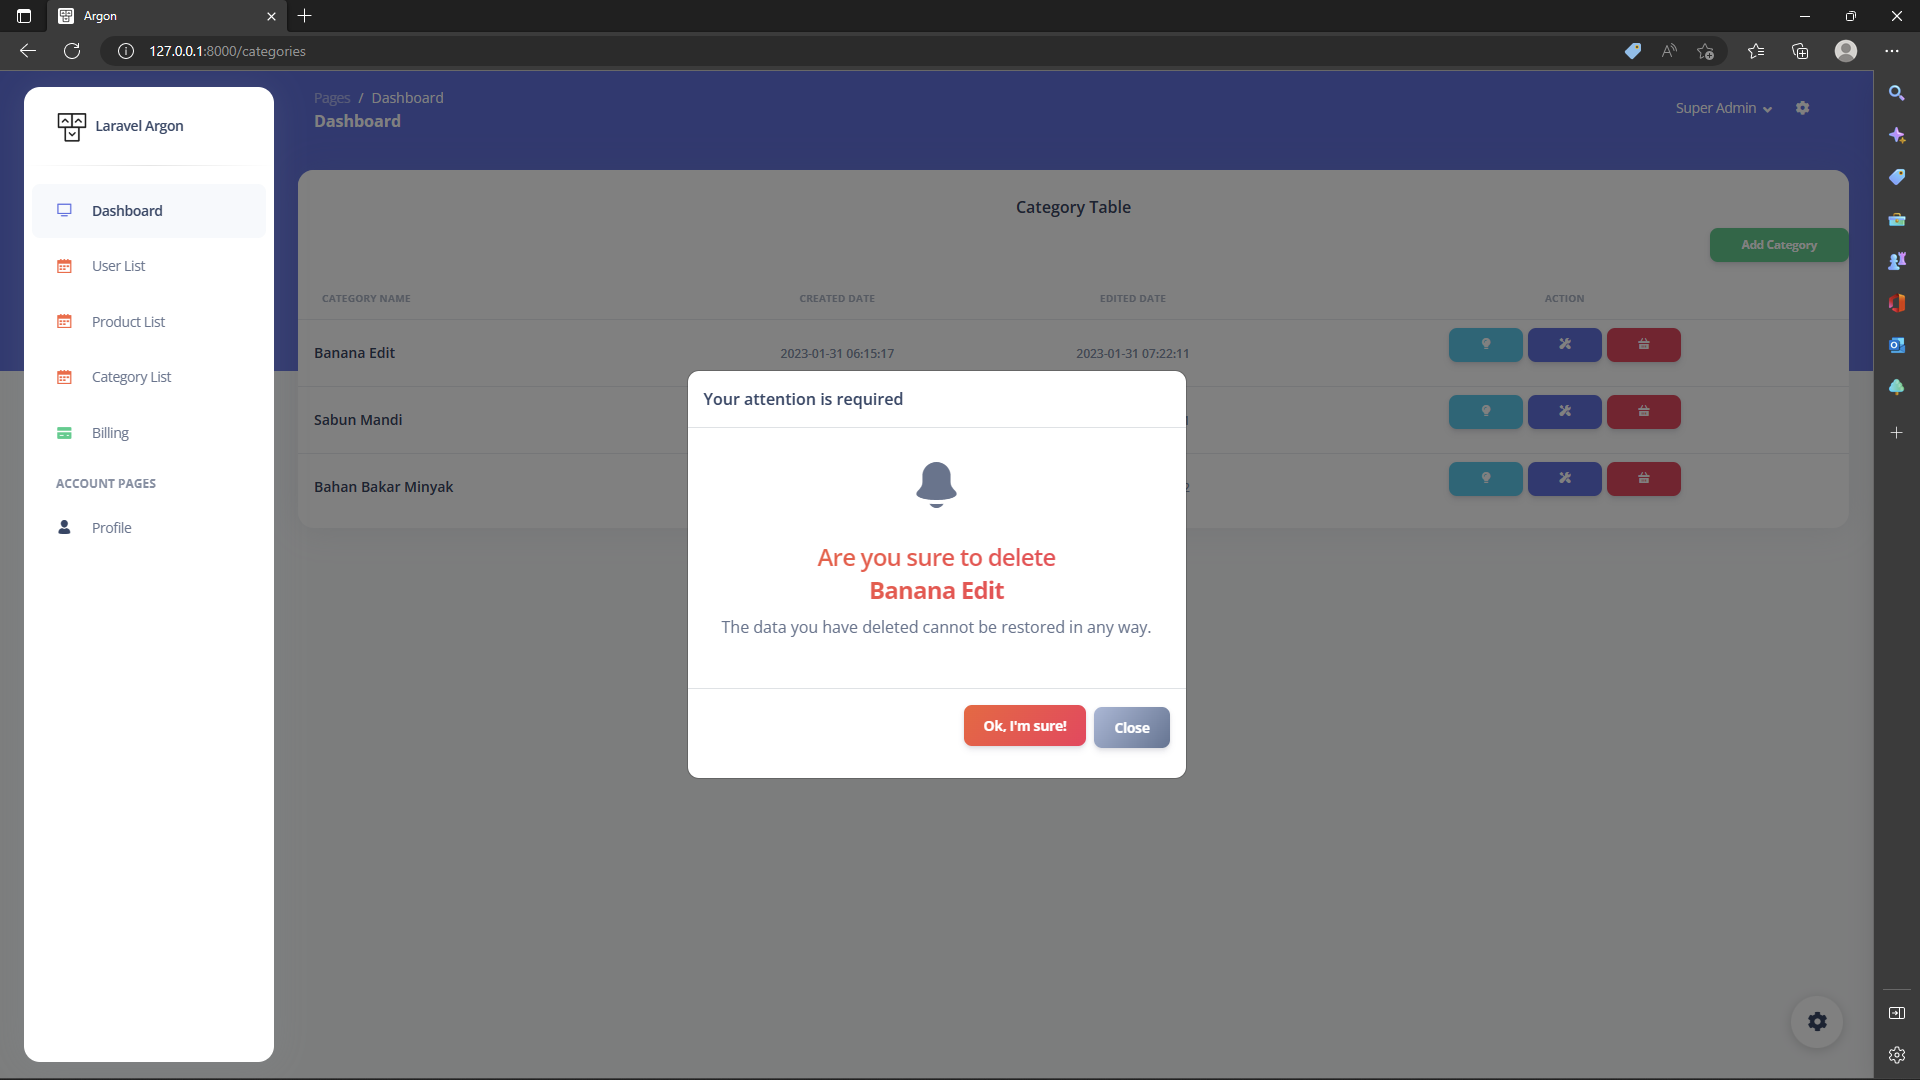 Argon
127.0.0.1:8000/categories
Laravel Argon
Dashboard
User List
Product List
Category List
Billing
ACCOUNT PAGES
Profile
Pages / Dashboard
Dashboard
Super Admin
Category Table
Add Category
CATEGORY NAME CREATED DATE EDITED DATE ACTION
Banana Edit 2023-01-31 06:15:17 2023-01-31 07:22:11
Sabun Mandi
Bahan Bakar Minyak 2
Your attention is required
Are you sure to delete
Banana Edit
The data you have deleted cannot be restored in any way.
Ok, I'm sure!
Close